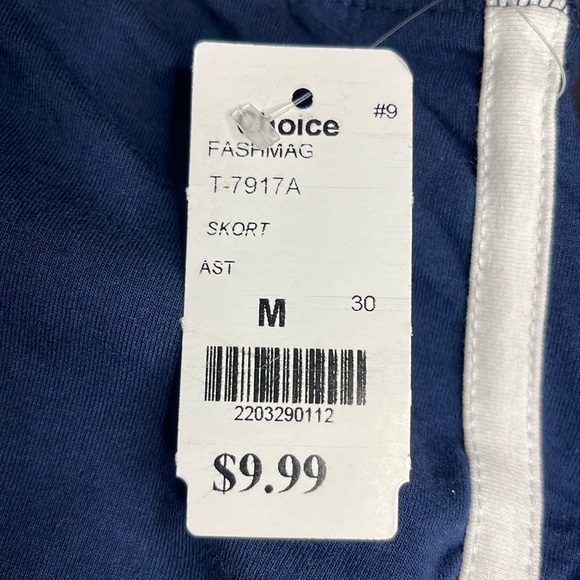 #9
Choice
FASHMAG
T-7917A
SKORT
AST
M 30
2203290112
$9.99